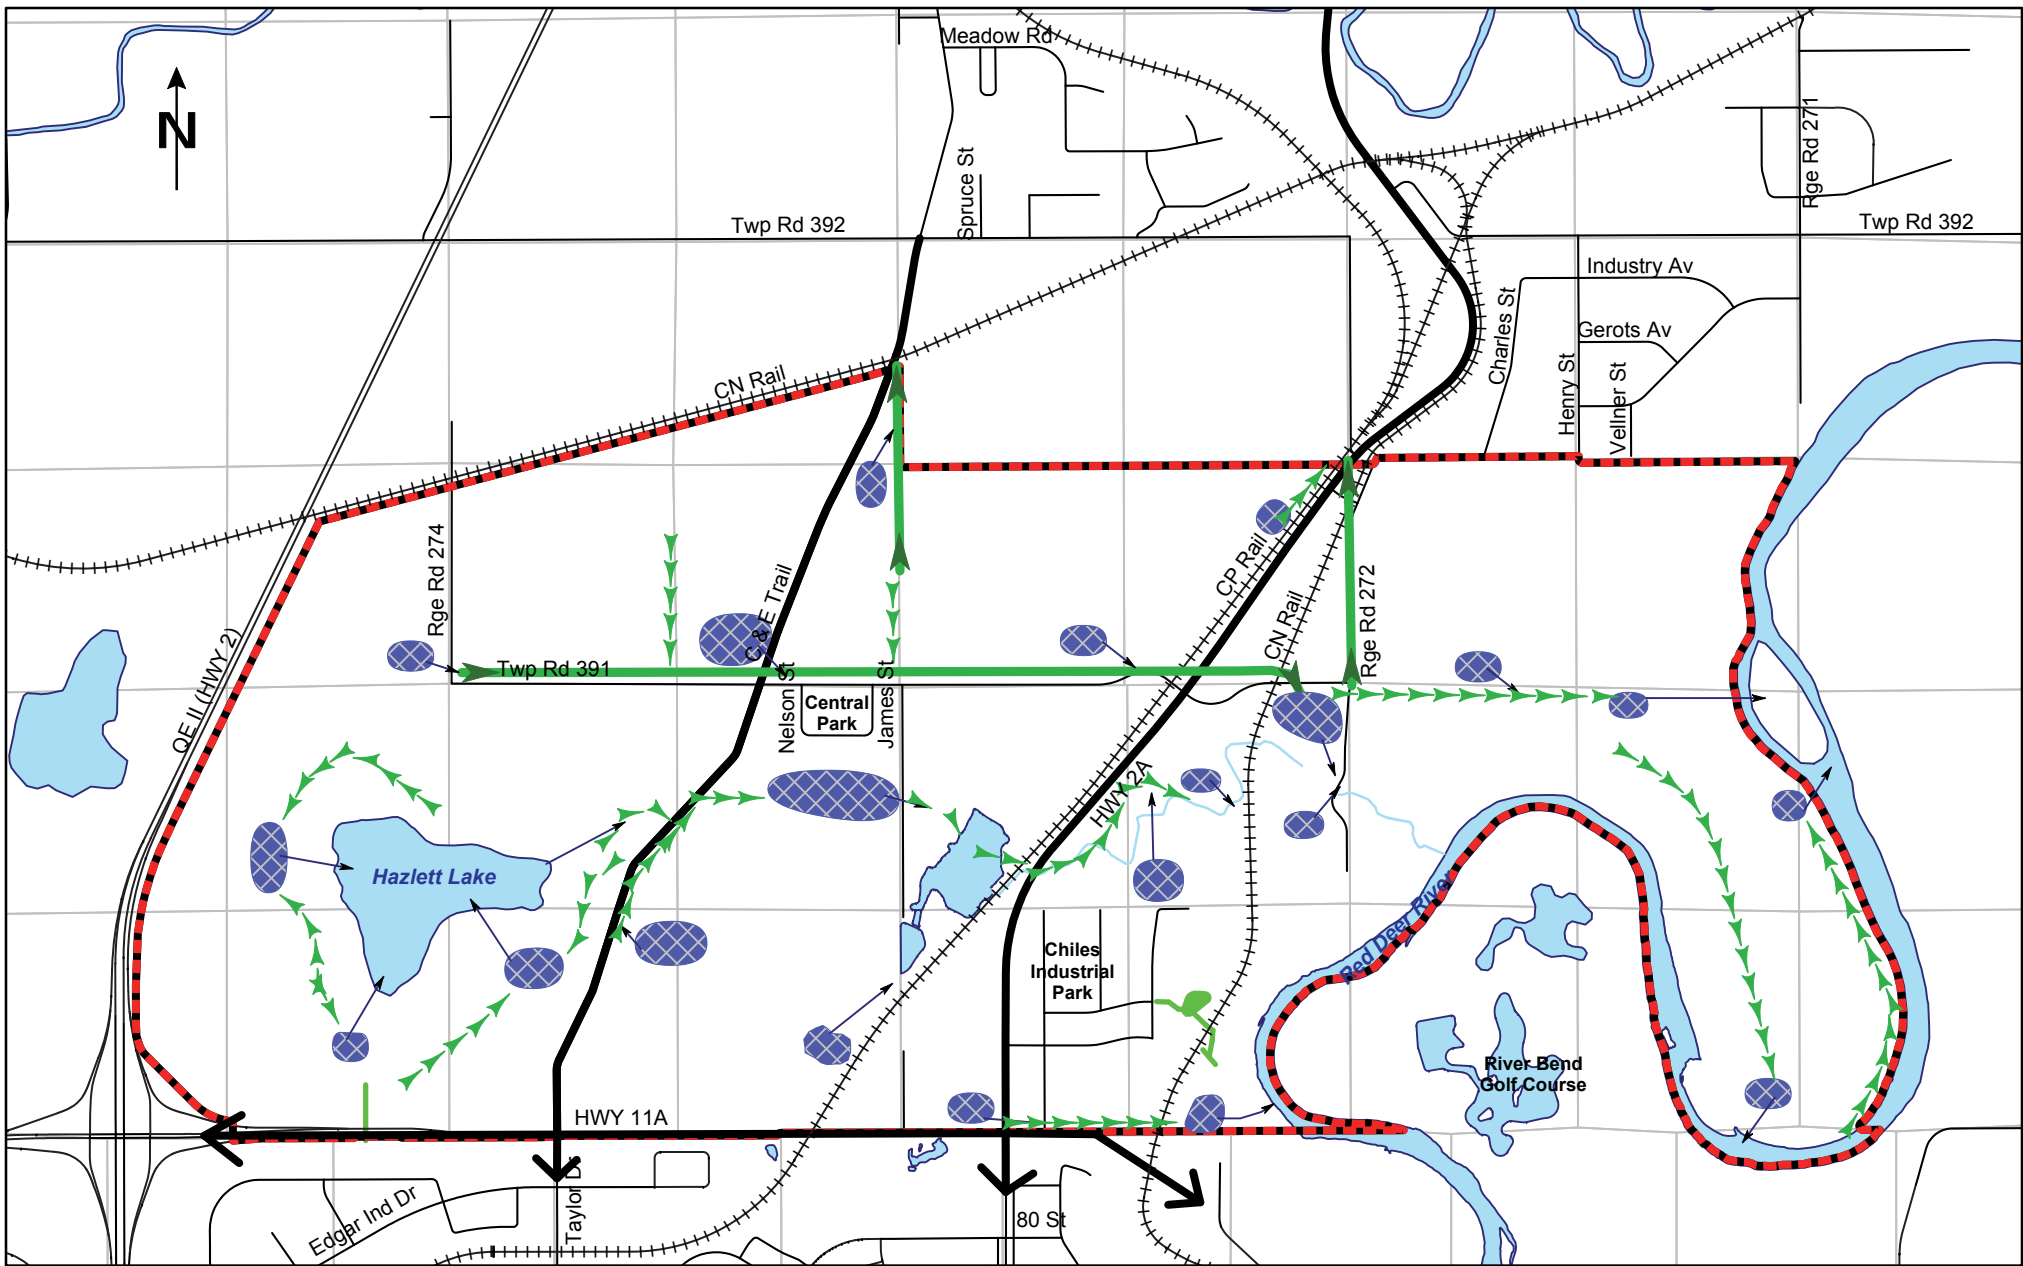 Meadow Rd
N
Rge Rd 271
Spruce St
Twp Rd 392
Twp Rd 392
Industry Av
Charles St
Gerots Av
Henry St
Vellner St
CN Rail
Rge Rd 274
C & E Trail
CP Rail
CN Rail
Rge Rd 272
QE II (HWY 2)
Twp Rd 391
Nelson St
Central
Park
James St
HWY 2A
Hazlett Lake
Red Deer River
Chiles
Industrial
Park
River Bend
Golf Course
HWY 11A
Taylor Dr
Edgar Ind Dr
80 St